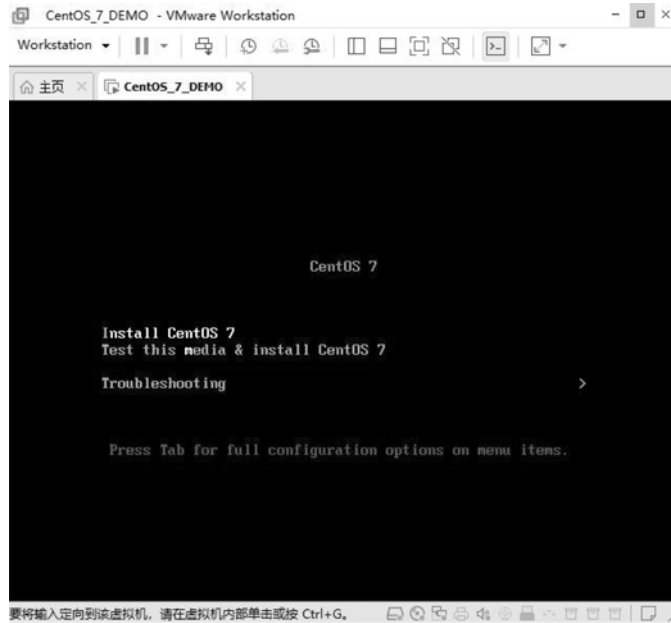 CentOS_7_DEMO - VMware Workstation
Workstation
主页
CentOS_7_DEMO
CentOS 7
Install CentOS 7
Test this media & install CentOS 7
Troubleshooting >
Press Tab for full configuration options on menu items.
要将输入定向到该虚拟机，请在虚拟机内部单击或按 Ctrl+G。